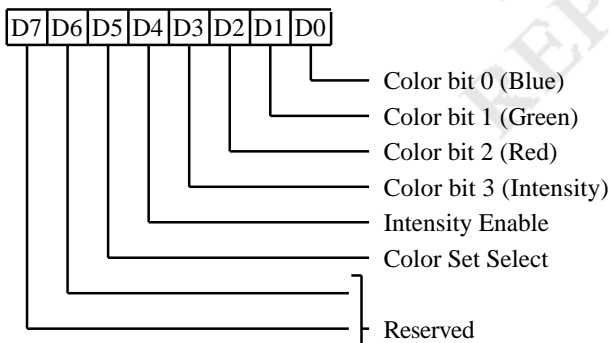 D7 D6 D5 D4 D3 D2 D1 D0
Color bit 0 (Blue)
Color bit 1 (Green)
Color bit 2 (Red)
Color bit 3 (Intensity)
Intensity Enable
Color Set Select
Reserved
REP